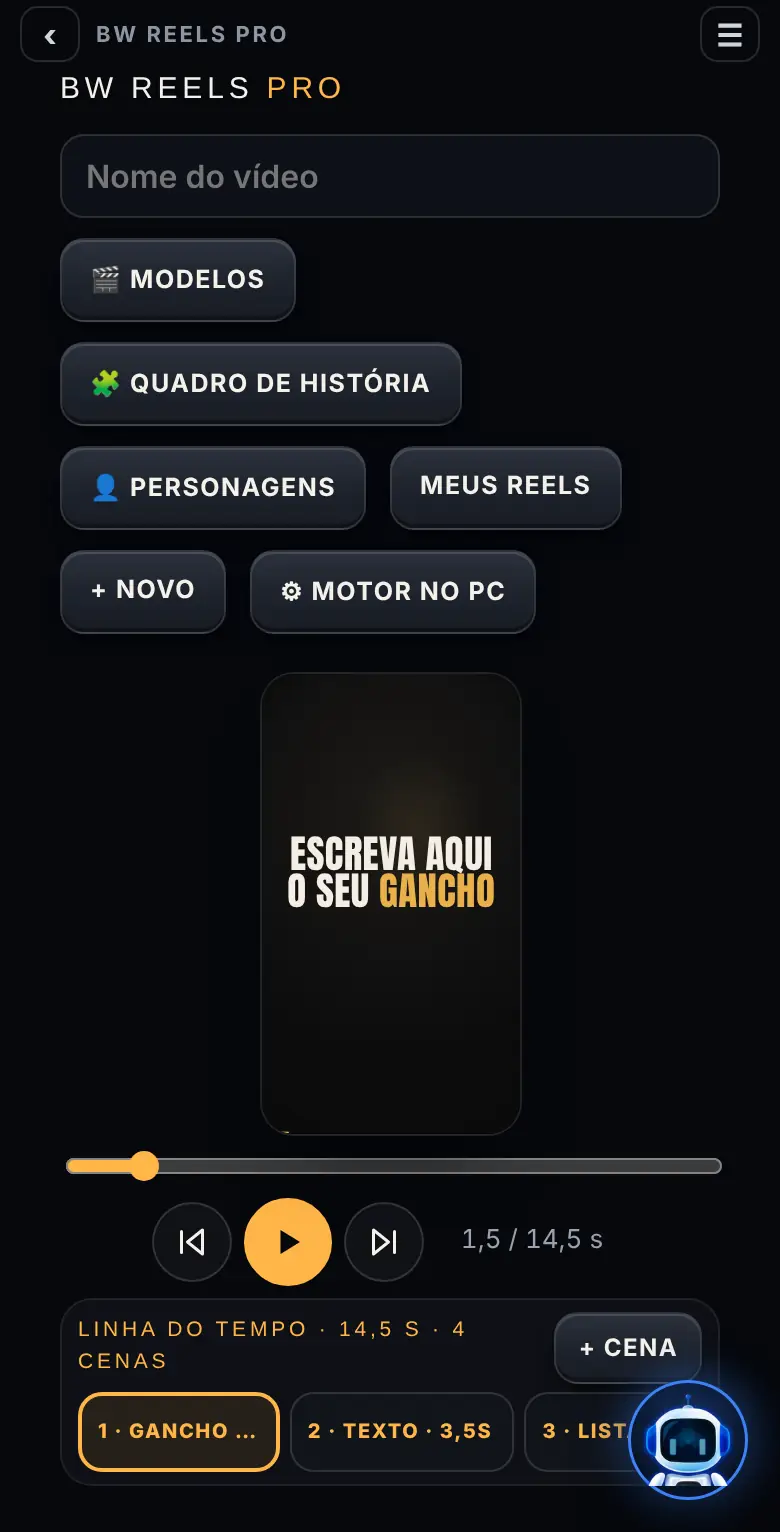 ‹ BW REELS PRO ☰
BW REELS PRO
Nome do vídeo
🎬 MODELOS
🧩 QUADRO DE HISTÓRIA
👤 PERSONAGENS
MEUS REELS
+ NOVO
⚙ MOTOR NO PC
ESCREVA AQUI
O SEU GANCHO
1,5 / 14,5 s
LINHA DO TEMPO · 14,5 S · 4
CENAS
+ CENA
1 · GANCHO ...
2 · TEXTO · 3,5S
3 · LIST